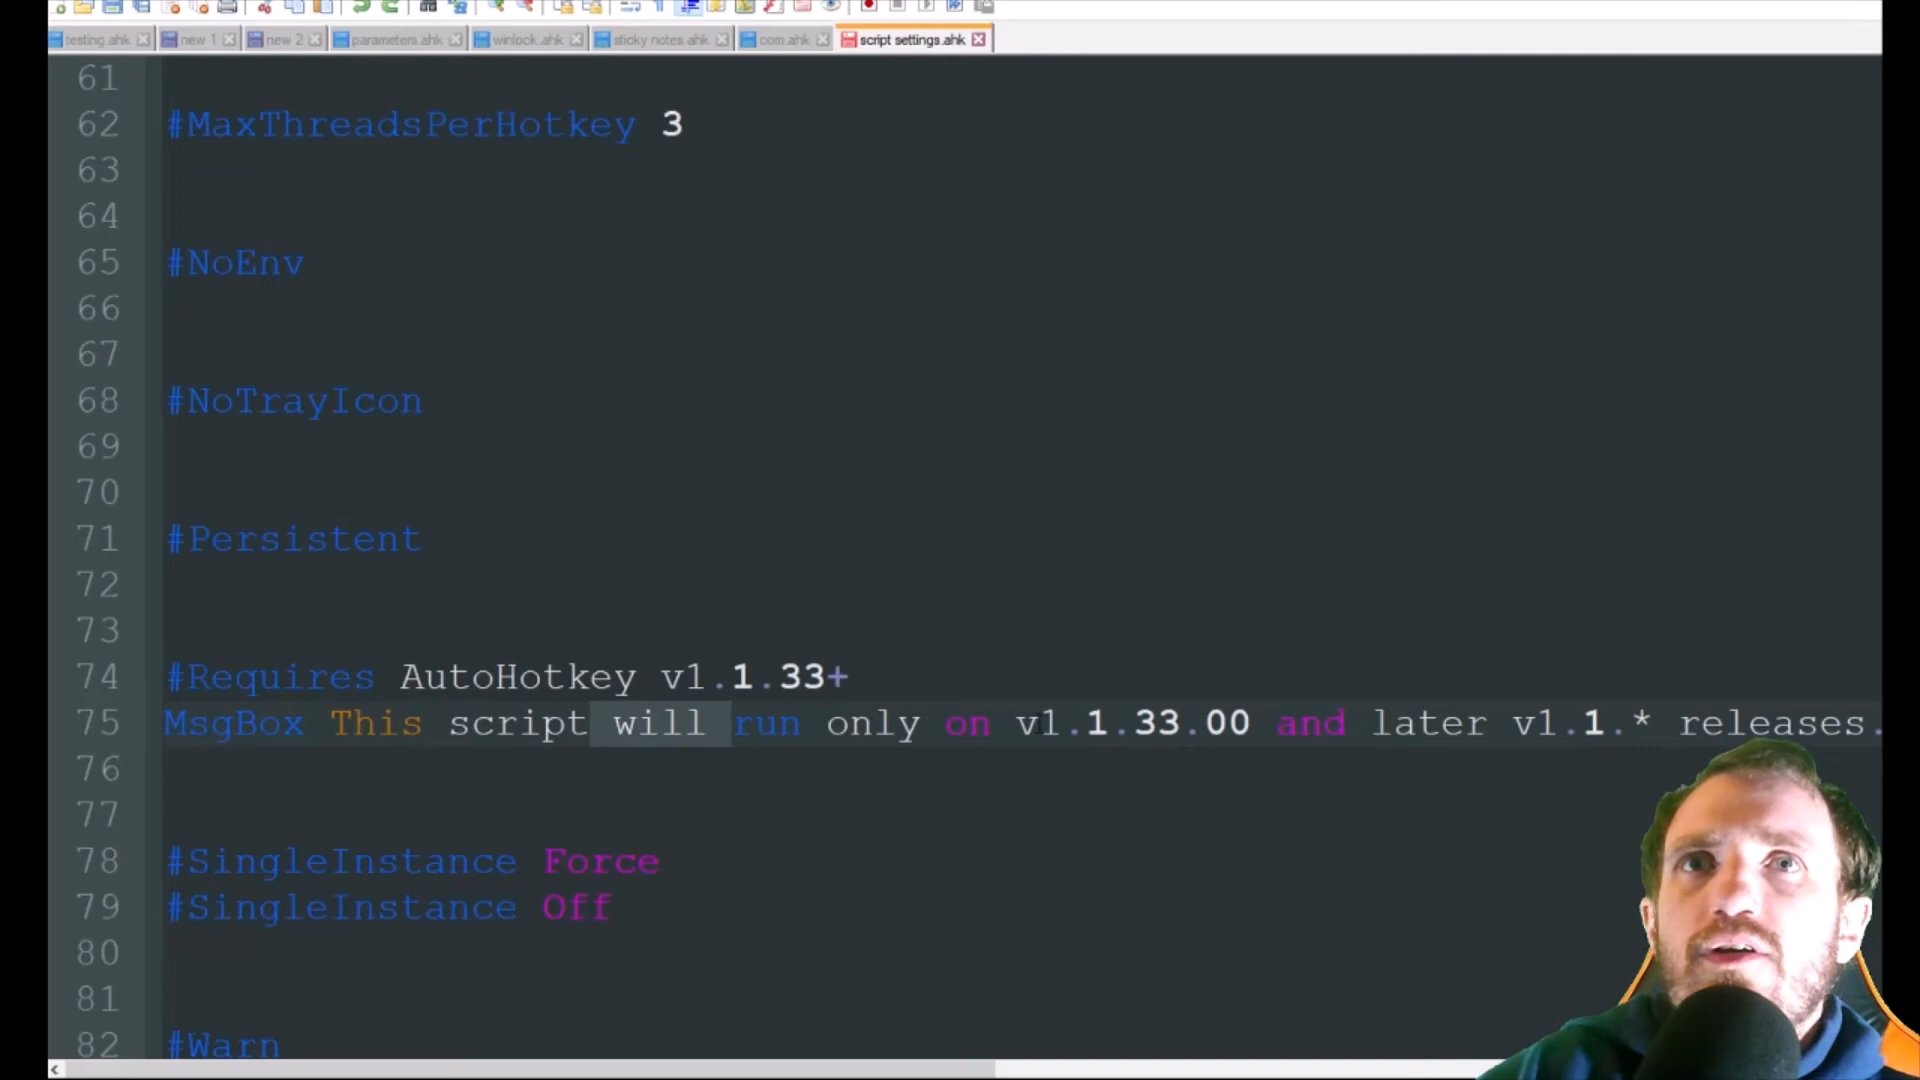 testing.ahk new 1 new 2 parameters.ahk winlock.ahk sticky notes.ahk com.ahk script settings.ahk
61
62 #MaxThreadsPerHotkey 3
63
64
65 #NoEnv
66
67
68 #NoTrayIcon
69
70
71 #Persistent
72
73
74 #Requires AutoHotkey v1.1.33+
75 MsgBox This script will run only on v1.1.33.00 and later v1.1.* releases.
76
77
78 #SingleInstance Force
79 #SingleInstance Off
80
81
82 #Warn